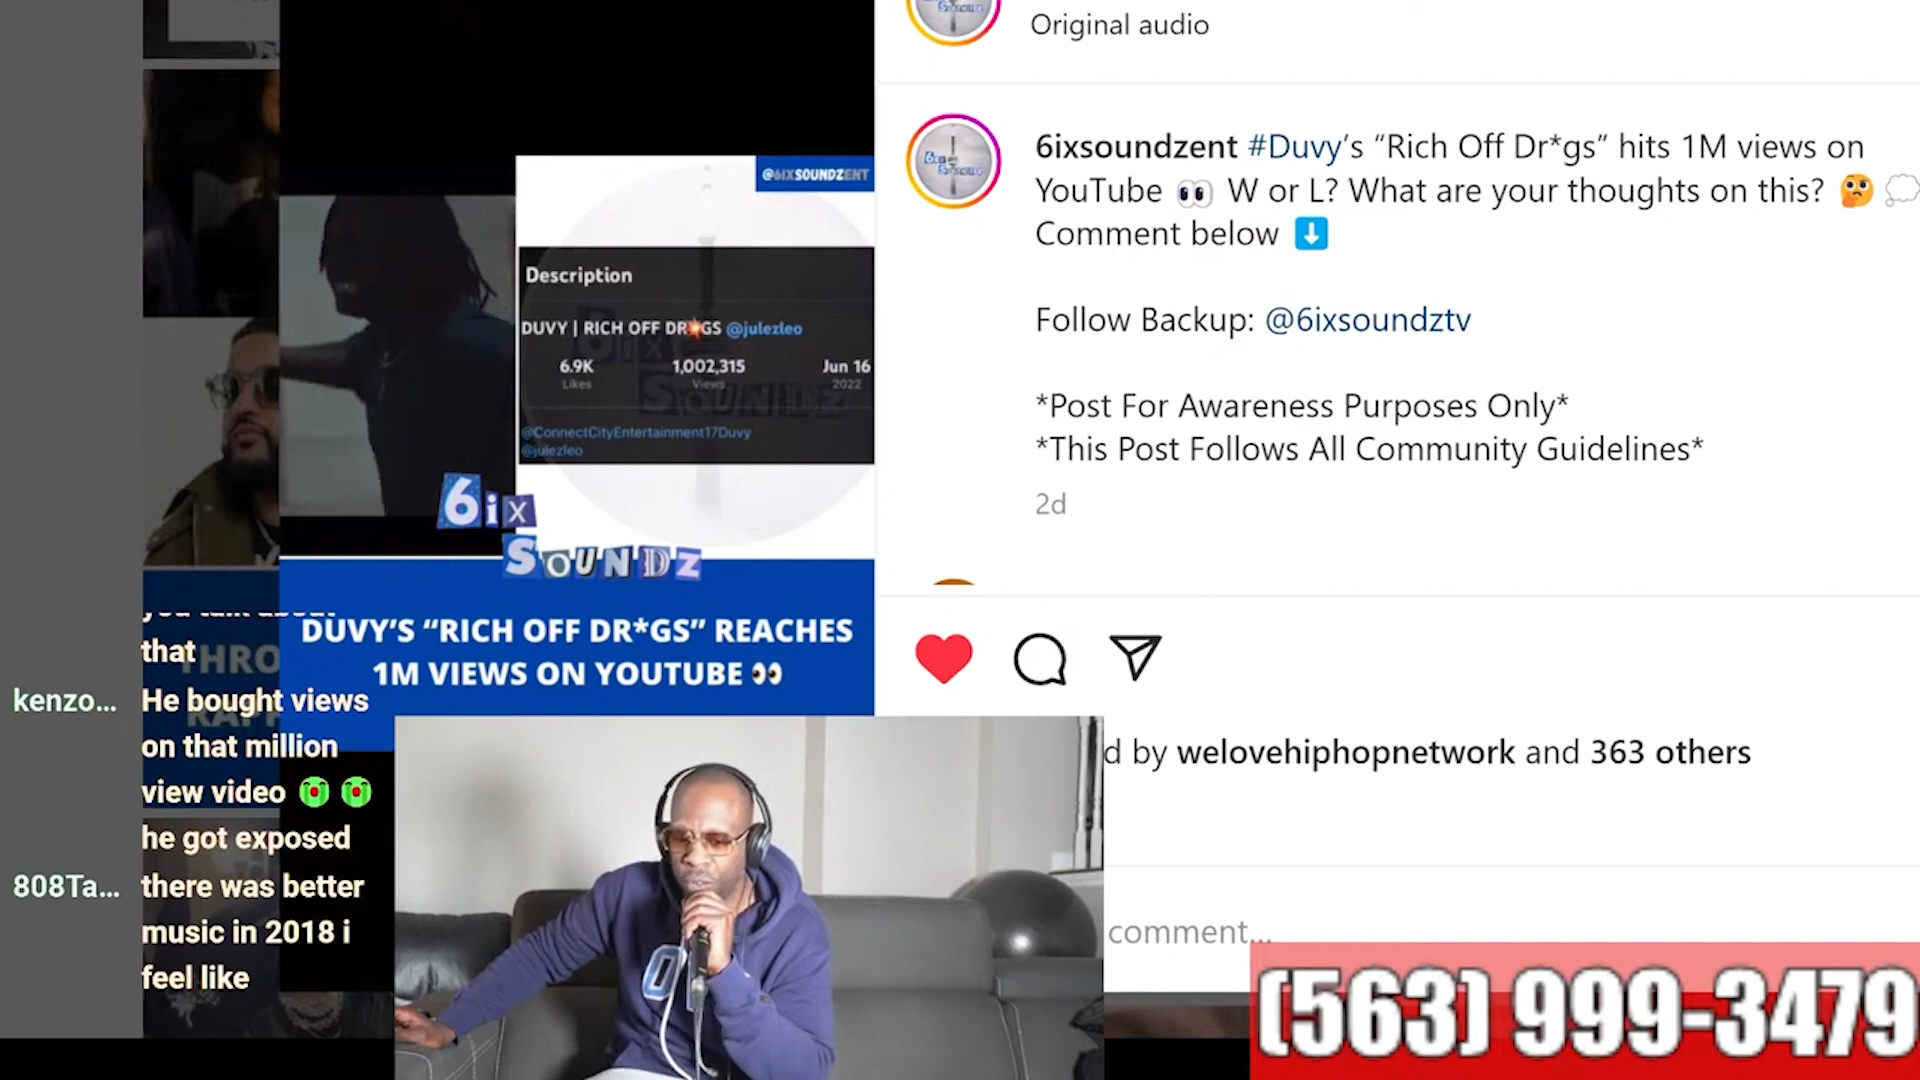 Original audio
6ixsoundzent #Duvy’s “Rich Off Dr*gs” hits 1M views on
YouTube 👀 W or L? What are your thoughts on this? 🤔 💭
Comment below ⬇️
Follow Backup: @6ixsoundztv
*Post For Awareness Purposes Only*
*This Post Follows All Community Guidelines*
2d
@6IXSOUNDZENT
Description
DUVY | RICH OFF DR💥GS @julezleo
6.9K
1,002,315
Jun 16
Likes
Views
2022
@ConnectCityEntertainment17Duvy
@julezleo
6ix
SOUNDZ
DUVY’S “RICH OFF DR*GS” REACHES
1M VIEWS ON YOUTUBE 👀
you talk about
that
kenzo... He bought views
on that million
view video
he got exposed
808Ta... there was better
music in 2018 i
feel like
d by welovehiphopnetwork and 363 others
comment...
(563) 999-3479